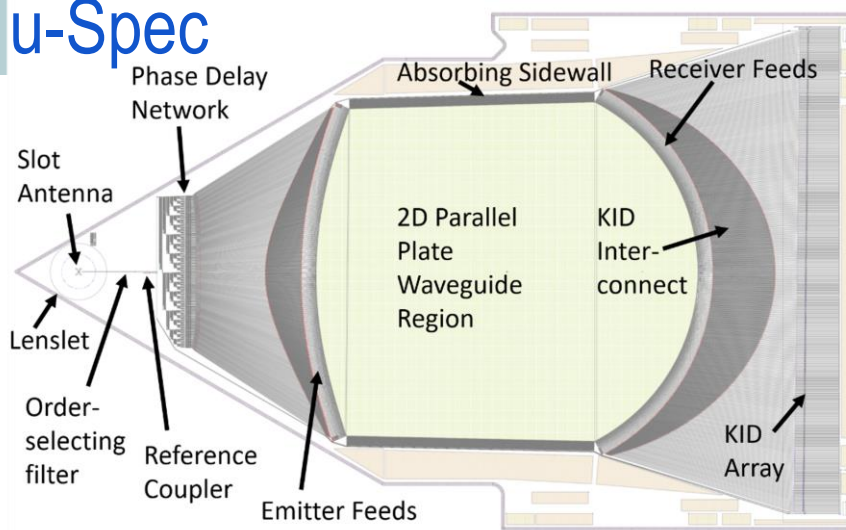 u-Spec
Phase Delay
Network
Absorbing Sidewall
Receiver Feeds
Slot
Antenna
2D Parallel
Plate
Waveguide
Region
KID
Inter-
connect
Lenslet
Order-
selecting
filter
Reference
Coupler
Emitter Feeds
KID
Array